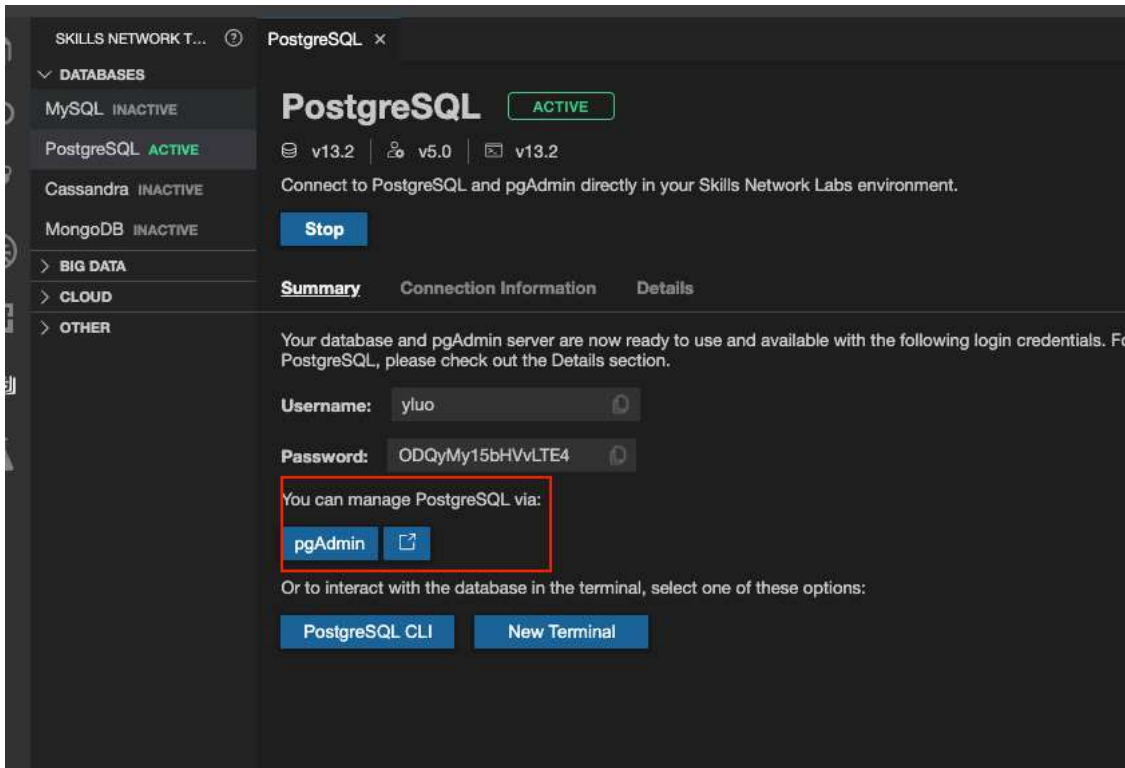 SKILLS NETWORK T...
DATABASES
MySQL INACTIVE
PostgreSQL ACTIVE
Cassandra INACTIVE
MongoDB INACTIVE
BIG DATA
CLOUD
OTHER
PostgreSQL ×
PostgreSQL ACTIVE
v13.2 v5.0 v13.2
Connect to PostgreSQL and pgAdmin directly in your Skills Network Labs environment.
Stop
Summary Connection Information Details
Your database and pgAdmin server are now ready to use and available with the following login credentials. Fo
PostgreSQL, please check out the Details section.
Username: yluo
Password: ODQyMy15bHVvLTE4
You can manage PostgreSQL via:
pgAdmin
Or to interact with the database in the terminal, select one of these options:
PostgreSQL CLI New Terminal